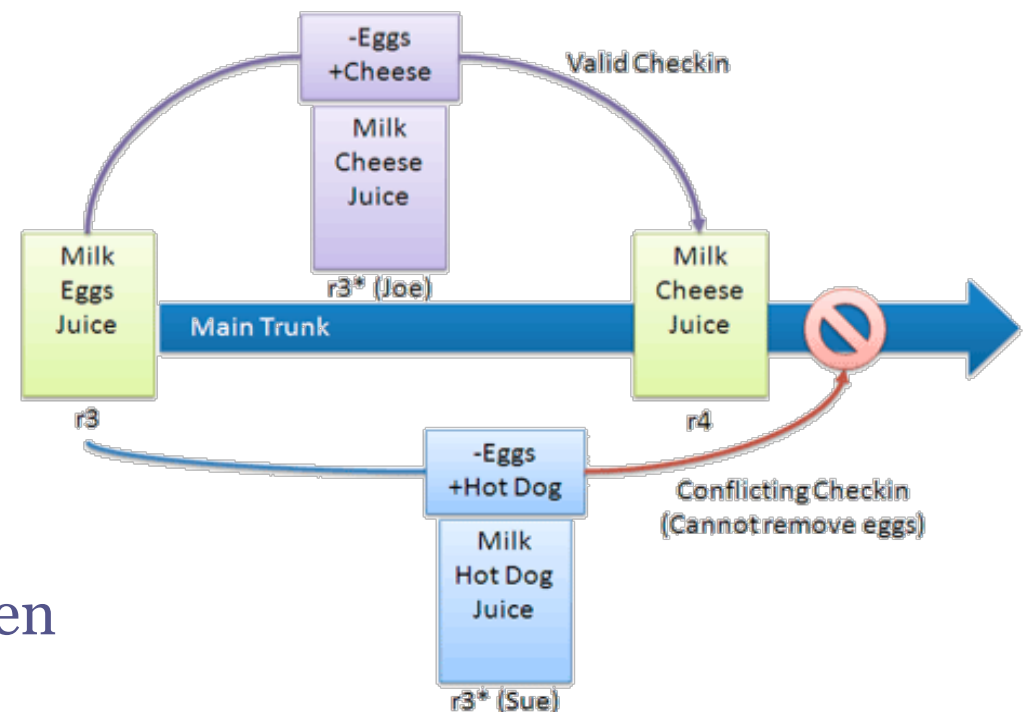 -Eggs
+Cheese
Valid Checkin
Milk
Cheese
Juice
r3* (Joe)
Milk
Eggs
Juice
r3
Main Trunk
Milk
Cheese
Juice
r4
-Eggs
+Hot Dog
Conflicting Checkin
(Cannot remove eggs)
Milk
Hot Dog
Juice
r3* (Sue)
en